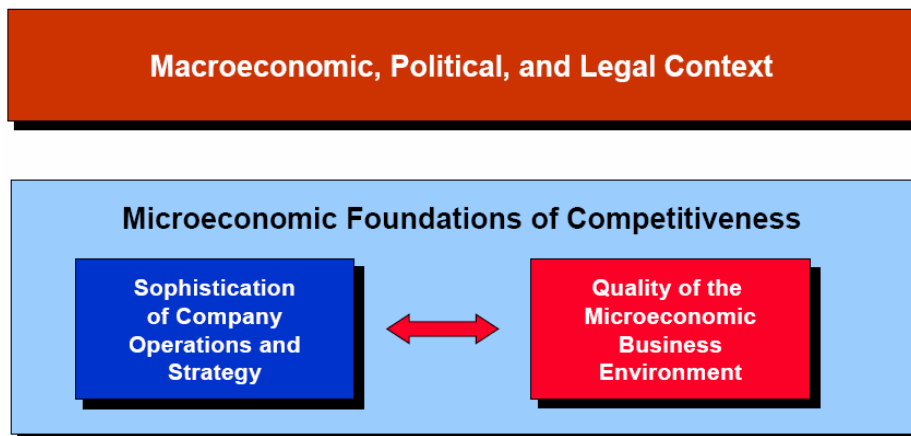 Macroeconomic, Political, and Legal Context
Microeconomic Foundations of Competitiveness
Sophistication
of Company
Operations and
Strategy
Quality of the
Microeconomic
Business
Environment